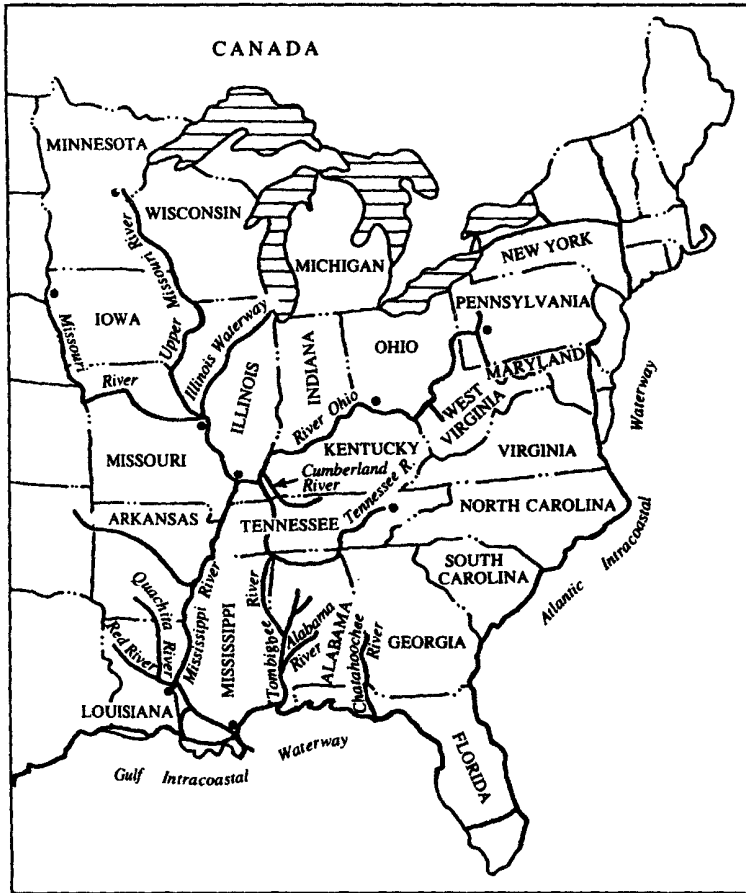 CANADA
MINNESOTA
WISCONSIN
MICHIGAN
NEW YORK
Upper Missouri River
IOWA
Missouri
River
Illinois Waterway
ILLINOIS
INDIANA
OHIO
PENNSYLVANIA
MARYLAND
WEST
VIRGINIA
River Ohio
KENTUCKY
VIRGINIA
Waterway
MISSOURI
Cumberland
River
Tennessee R.
TENNESSEE
NORTH CAROLINA
ARKANSAS
SOUTH
CAROLINA
Atlantic Intracoastal
Quachita
River
Red River
Mississippi River
MISSISSIPPI
Tombigbee
River
Alabama
River
ALABAMA
Chatahoochee
River
GEORGIA
LOUISIANA
FLORIDA
Gulf Intracoastal Waterway